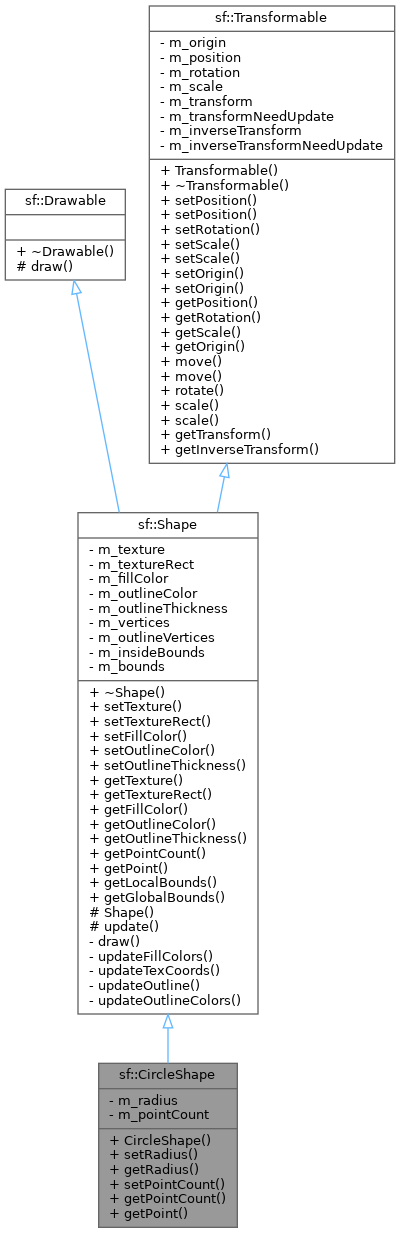 sf::Transformable
- m_origin
- m_position
- m_rotation
- m_scale
- m_transform
- m_transformNeedUpdate
- m_inverseTransform
- m_inverseTransformNeedUpdate
+ Transformable()
+ ~Transformable()
+ setPosition()
+ setPosition()
+ setRotation()
+ setScale()
+ setScale()
+ setOrigin()
+ setOrigin()
+ getPosition()
+ getRotation()
+ getScale()
+ getOrigin()
+ move()
+ move()
+ rotate()
+ scale()
+ scale()
+ getTransform()
+ getInverseTransform()
sf::Drawable
+ ~Drawable()
# draw()
sf::Shape
- m_texture
- m_textureRect
- m_fillColor
- m_outlineColor
- m_outlineThickness
- m_vertices
- m_outlineVertices
- m_insideBounds
- m_bounds
+ ~Shape()
+ setTexture()
+ setTextureRect()
+ setFillColor()
+ setOutlineColor()
+ setOutlineThickness()
+ getTexture()
+ getTextureRect()
+ getFillColor()
+ getOutlineColor()
+ getOutlineThickness()
+ getPointCount()
+ getPoint()
+ getLocalBounds()
+ getGlobalBounds()
# Shape()
# update()
- draw()
- updateFillColors()
- updateTexCoords()
- updateOutline()
- updateOutlineColors()
sf::CircleShape
- m_radius
- m_pointCount
+ CircleShape()
+ setRadius()
+ getRadius()
+ setPointCount()
+ getPointCount()
+ getPoint()